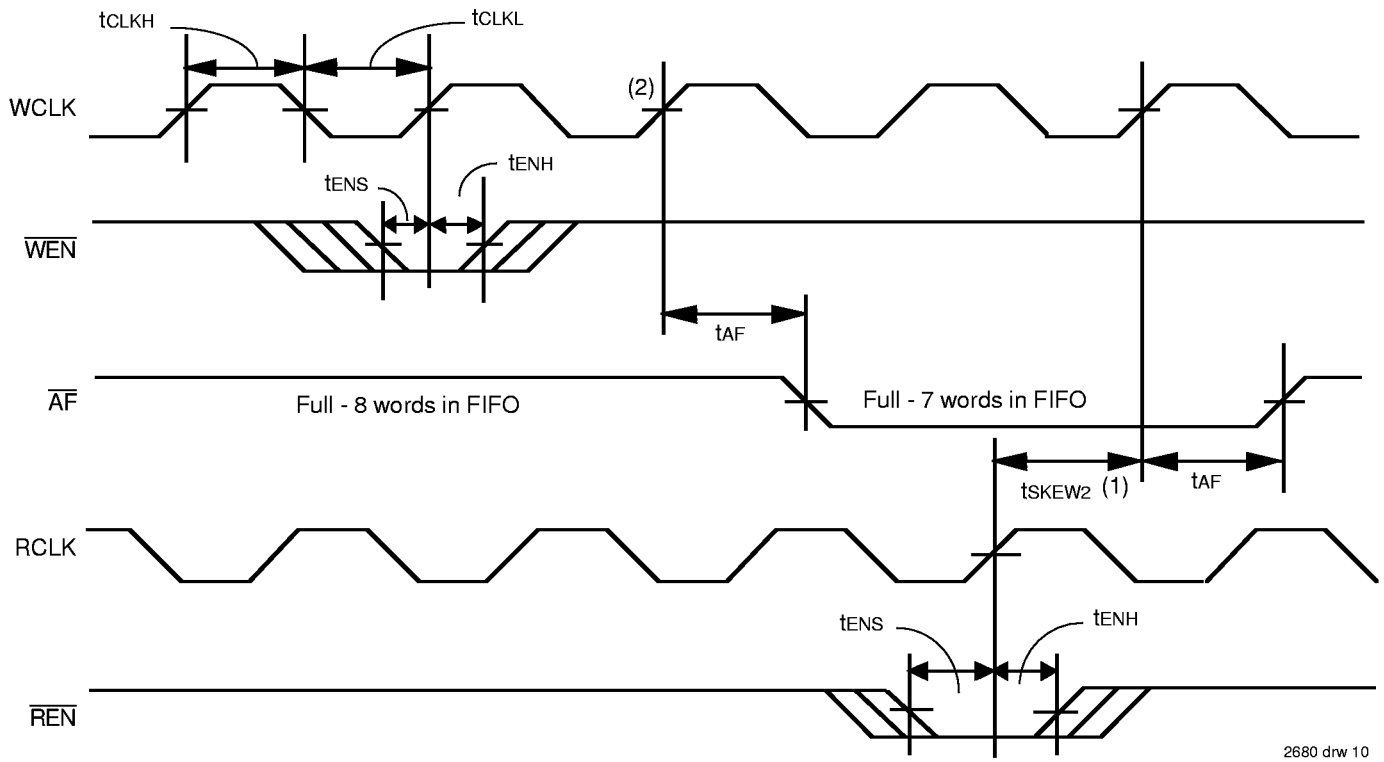 tCLKH
tCLKL
WCLK
(2)
tENS
tENH
WEN
tAF
AF
Full - 8 words in FIFO
Full - 7 words in FIFO
tSKEW2 (1)
tAF
RCLK
tENS
tENH
REN
2680 drw 10